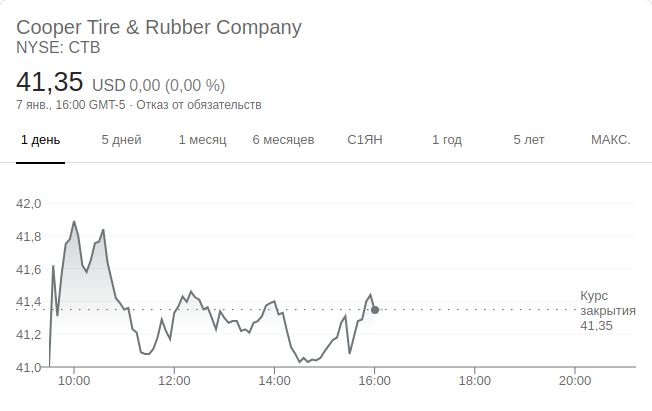 Cooper Tire & Rubber Company
NYSE: CTB
41,35 USD 0,00 (0,00 %)
7 янв., 16:00 GMT-5 · Отказ от обязательств
1 день 5 дней 1 месяц 6 месяцев С1ЯН 1 год 5 лет МАКС.
42,0
41,8
41,6
41,4
41,2
41,0
Курс
закрытия
41,35
10:00 12:00 14:00 16:00 18:00 20:00